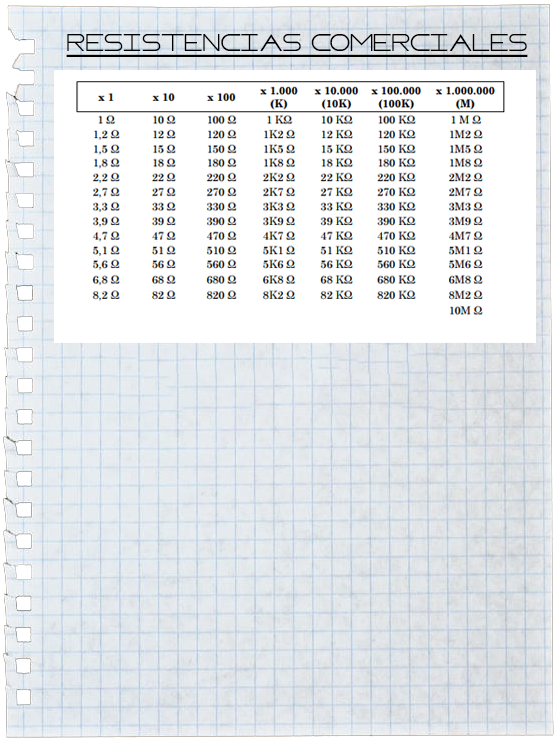 RESISTENCIAS COMERCIALES
x 1 x 10 x 100 x 1.000 (K) x 10.000 (10K) x 100.000 (100K) x 1.000.000 (M)
1 Ω 10 Ω 100 Ω 1 KΩ 10 KΩ 100 KΩ 1 M Ω
1,2 Ω 12 Ω 120 Ω 1K2 Ω 12 KΩ 120 KΩ 1M2 Ω
1,5 Ω 15 Ω 150 Ω 1K5 Ω 15 KΩ 150 KΩ 1M5 Ω
1,8 Ω 18 Ω 180 Ω 1K8 Ω 18 KΩ 180 KΩ 1M8 Ω
2,2 Ω 22 Ω 220 Ω 2K2 Ω 22 KΩ 220 KΩ 2M2 Ω
2,7 Ω 27 Ω 270 Ω 2K7 Ω 27 KΩ 270 KΩ 2M7 Ω
3,3 Ω 33 Ω 330 Ω 3K3 Ω 33 KΩ 330 KΩ 3M3 Ω
3,9 Ω 39 Ω 390 Ω 3K9 Ω 39 KΩ 390 KΩ 3M9 Ω
4,7 Ω 47 Ω 470 Ω 4K7 Ω 47 KΩ 470 KΩ 4M7 Ω
5,1 Ω 51 Ω 510 Ω 5K1 Ω 51 KΩ 510 KΩ 5M1 Ω
5,6 Ω 56 Ω 560 Ω 5K6 Ω 56 KΩ 560 KΩ 5M6 Ω
6,8 Ω 68 Ω 680 Ω 6K8 Ω 68 KΩ 680 KΩ 6M8 Ω
8,2 Ω 82 Ω 820 Ω 8K2 Ω 82 KΩ 820 KΩ 8M2 Ω
10M Ω